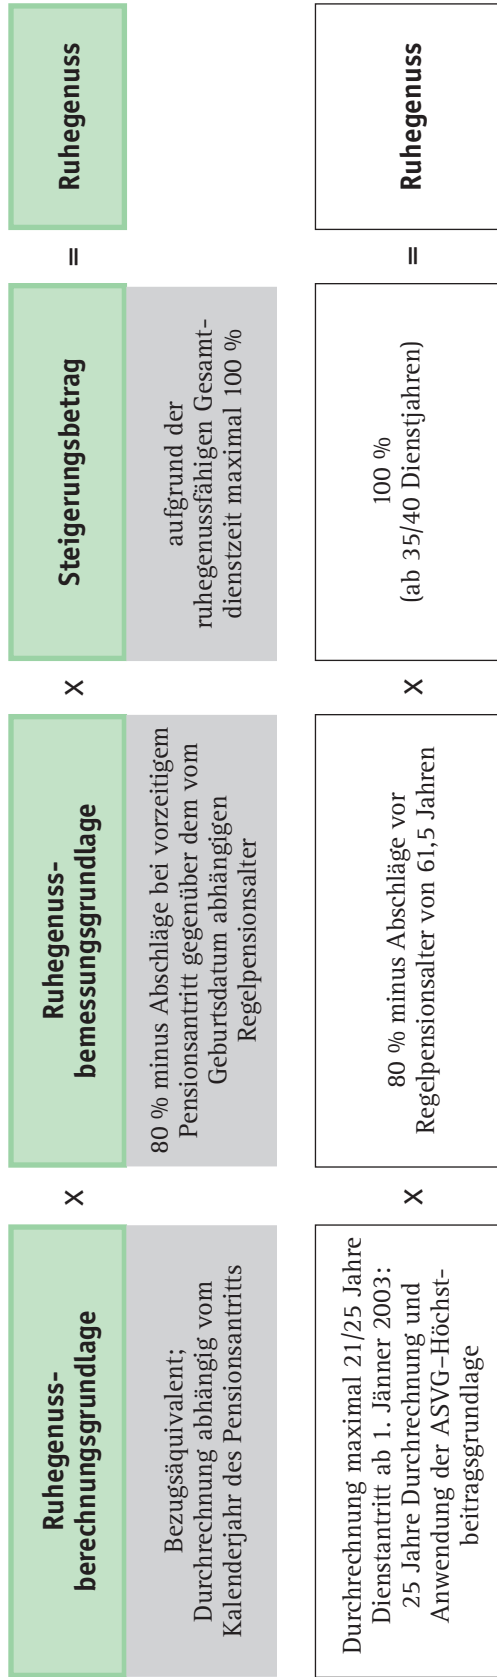 Ruhegenuss-
berechnungsgrundlage
X
Ruhegenuss-
bemessungsgrundlage
X
Steigerungsbetrag
=
Ruhegenuss
Bezugsäquivalent;
Durchrechnung abhängig vom
Kalenderjahr des Pensionsantritts
80 % minus Abschläge bei vorzeitigem
Pensionsantritt gegenüber dem vom
Geburtsdatum abhängigen
Regelpensionsalter
aufgrund der
ruhegenussfähigen Gesamt-
dienstzeit maximal 100 %
Durchrechnung maximal 21/25 Jahre
Dienstantritt ab 1. Jänner 2003:
25 Jahre Durchrechnung und
Anwendung der ASVG-Höchst-
beitragsgrundlage
X
80 % minus Abschläge vor
Regelpensionsalter von 61,5 Jahren
X
100 %
(ab 35/40 Dienstjahren)
=
Ruhegenuss